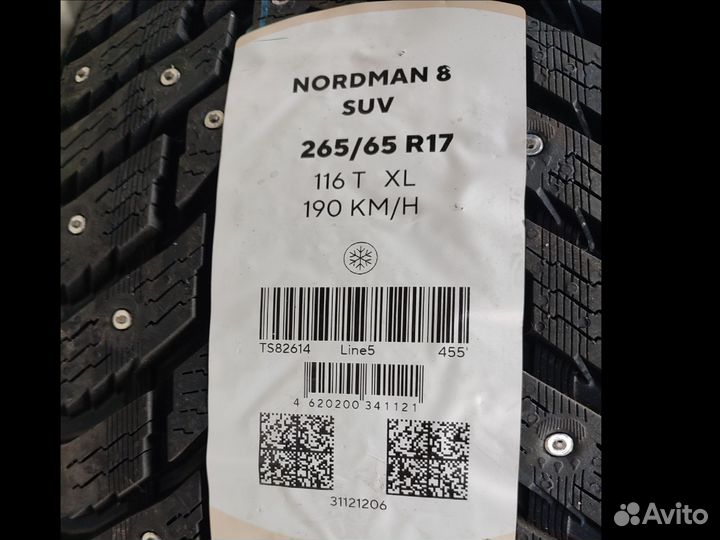 NORDMAN 8
SUV
265/65 R17
116 T XL
190 KM/H
TS82614 Line5 455'
4 620200 341121
31121206
Avito